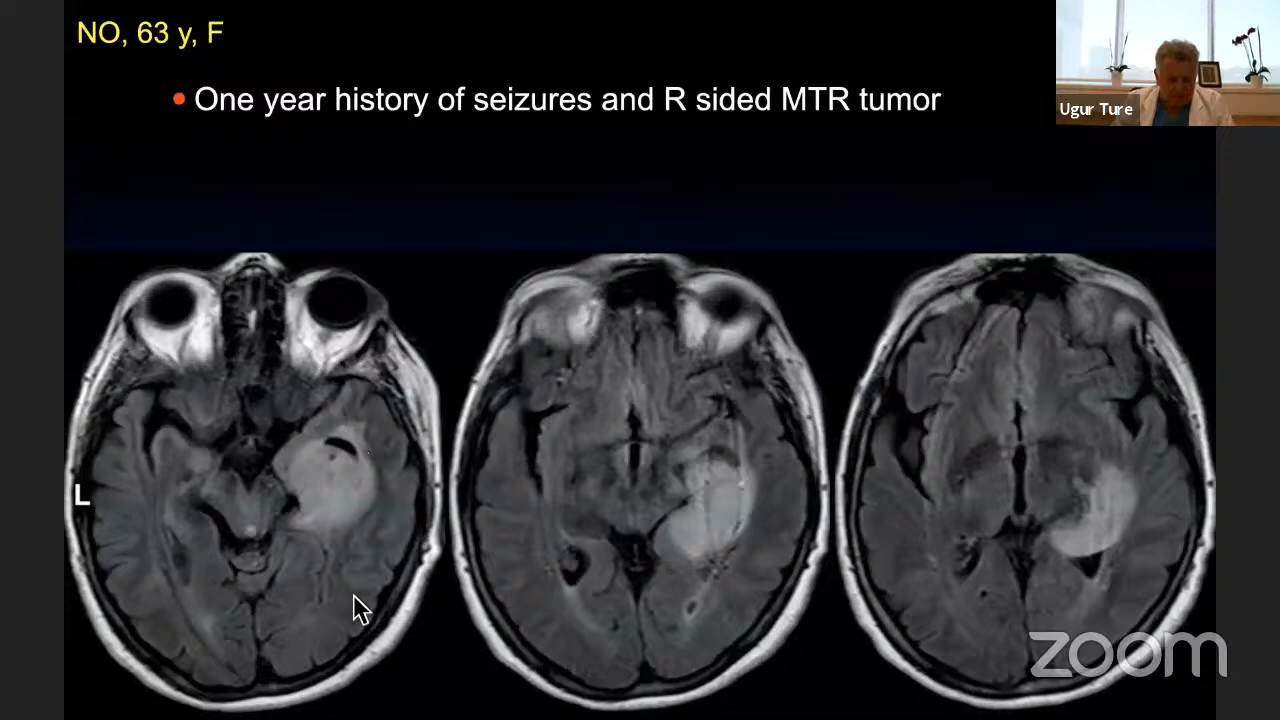 NO, 63 y, F
One year history of seizures and R sided MTR tumor
Ugur Ture
L
zoom